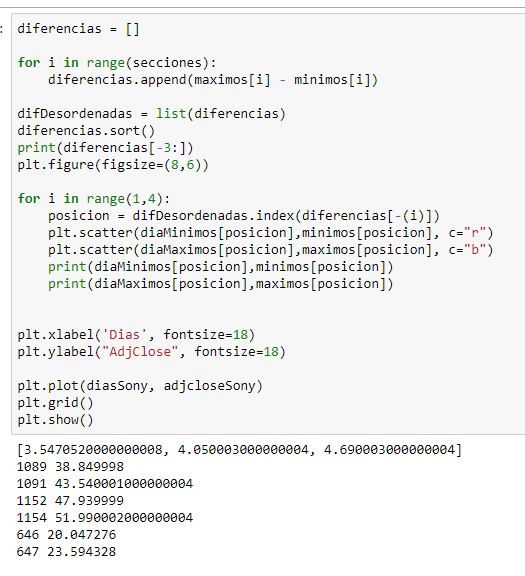 :
diferencias = []
for i in range(secciones):
    diferencias.append(maximos[i] - minimos[i])
difDesordenadas = list(diferencias)
diferencias.sort()
print(diferencias[-3:])
plt.figure(figsize=(8,6))
for i in range(1,4):
    posicion = difDesordenadas.index(diferencias[-(i)])
    plt.scatter(diaMinimos[posicion],minimos[posicion], c="r")
    plt.scatter(diaMaximos[posicion],maximos[posicion], c="b")
    print(diaMinimos[posicion],minimos[posicion])
    print(diaMaximos[posicion],maximos[posicion])
plt.xlabel('Dias', fontsize=18)
plt.ylabel("AdjClose", fontsize=18)
plt.plot(diasSony, adjcloseSony)
plt.grid()
plt.show()
[3.5470520000000008, 4.050003000000004, 4.690003000000004]
1089 38.849998
1091 43.540001000000004
1152 47.939999
1154 51.990002000000004
646 20.047276
647 23.594328